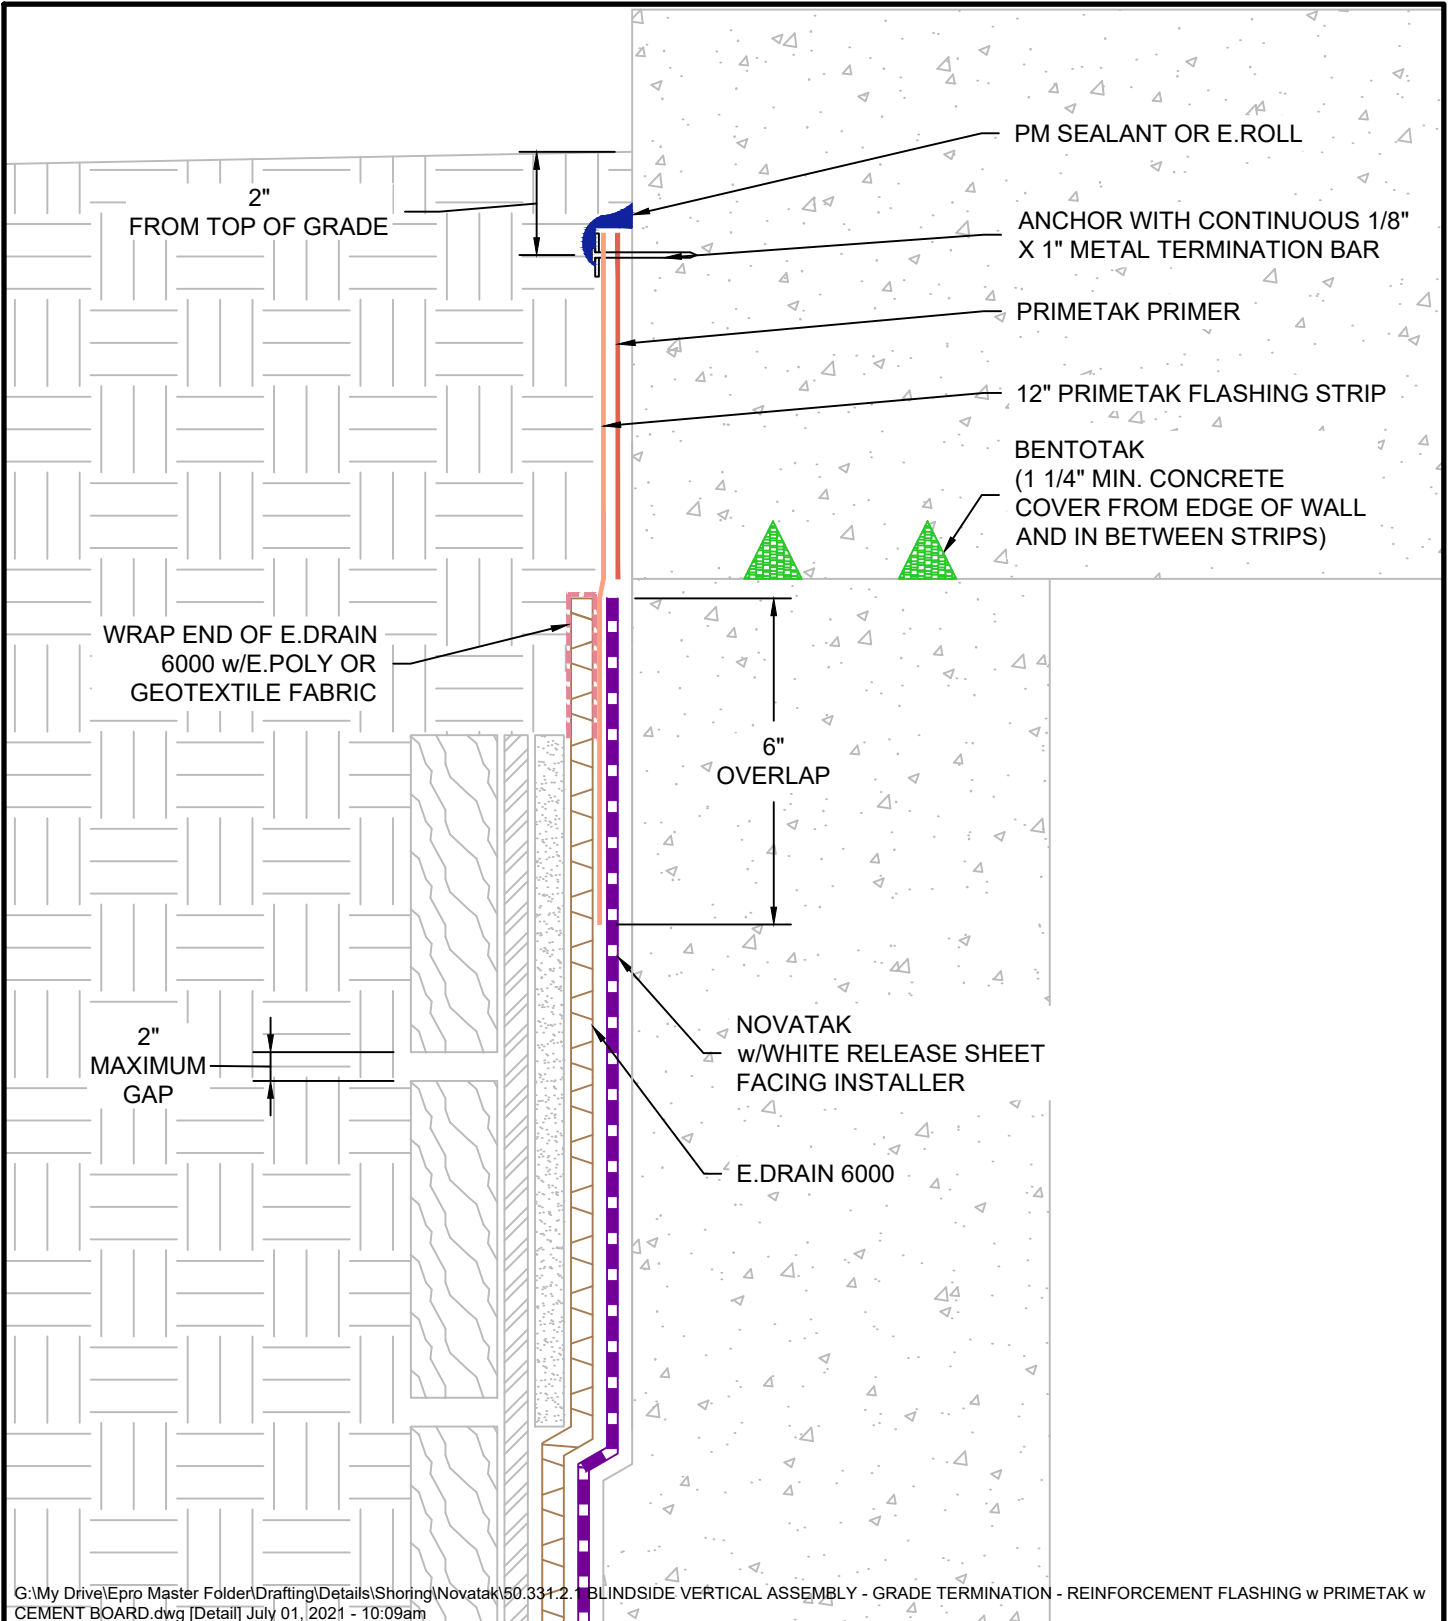 PM SEALANT OR E.ROLL
2"
FROM TOP OF GRADE
ANCHOR WITH CONTINUOUS 1/8"
X 1" METAL TERMINATION BAR
PRIMETAK PRIMER
12" PRIMETAK FLASHING STRIP
BENTOTAK
(1 1/4" MIN. CONCRETE
COVER FROM EDGE OF WALL
AND IN BETWEEN STRIPS)
WRAP END OF E.DRAIN
6000 w/E.POLY OR
GEOTEXTILE FABRIC
6"
OVERLAP
NOVATAK
w/WHITE RELEASE SHEET
FACING INSTALLER
2"
MAXIMUM
GAP
E.DRAIN 6000
G:\My Drive\Epro Master Folder\Drafting\Details\Shoring\Novatak\50.331.2.1 BLINDSIDE VERTICAL ASSEMBLY - GRADE TERMINATION - REINFORCEMENT FLASHING w PRIMETAK w
CEMENT BOARD.dwg [Detail] July 01, 2021 - 10:09am